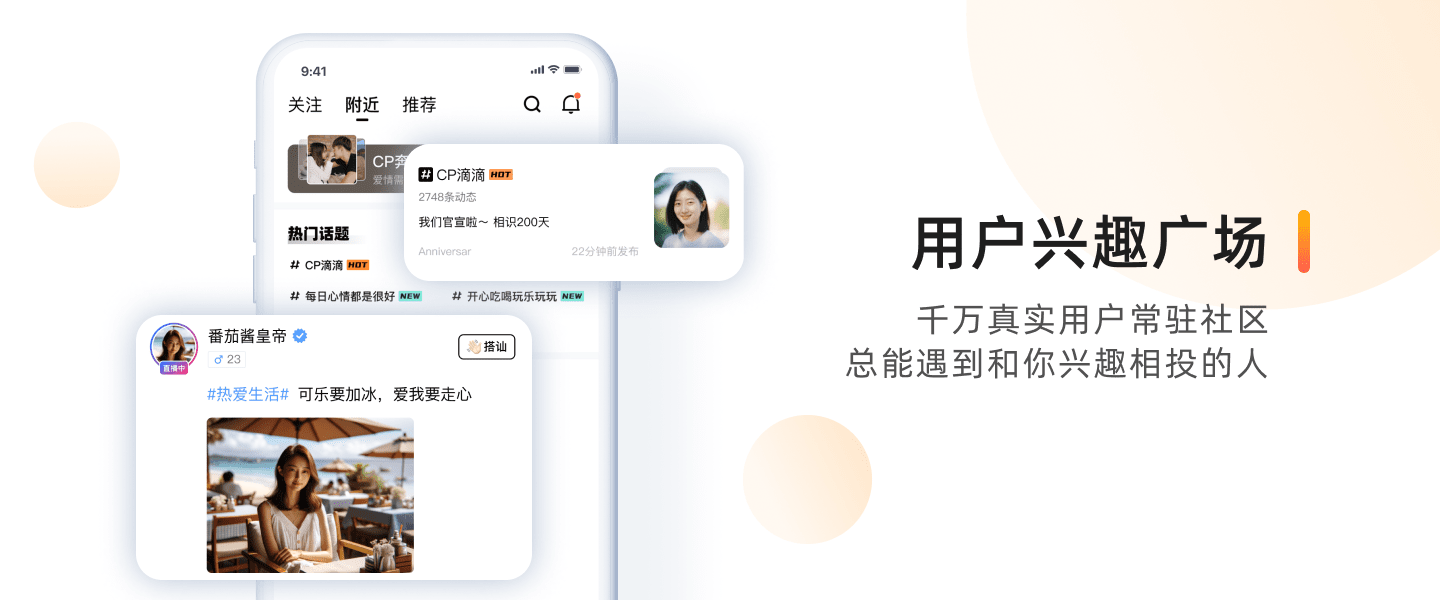 9:41
关注 附近 推荐
CP奔
爱情需
# CP滴滴 HOT
2748条动态
我们官宣啦～ 相识200天
Anniversar 22分钟前发布
热门话题
# CP滴滴 HOT
# 每日心情都是很好 NEW # 开心吃喝玩乐玩玩 NEW
番茄酱皇帝
♂ 23
直播中
👋🏻搭讪
#热爱生活# 可乐要加冰，爱我要走心
用户兴趣广场
千万真实用户常驻社区
总能遇到和你兴趣相投的人